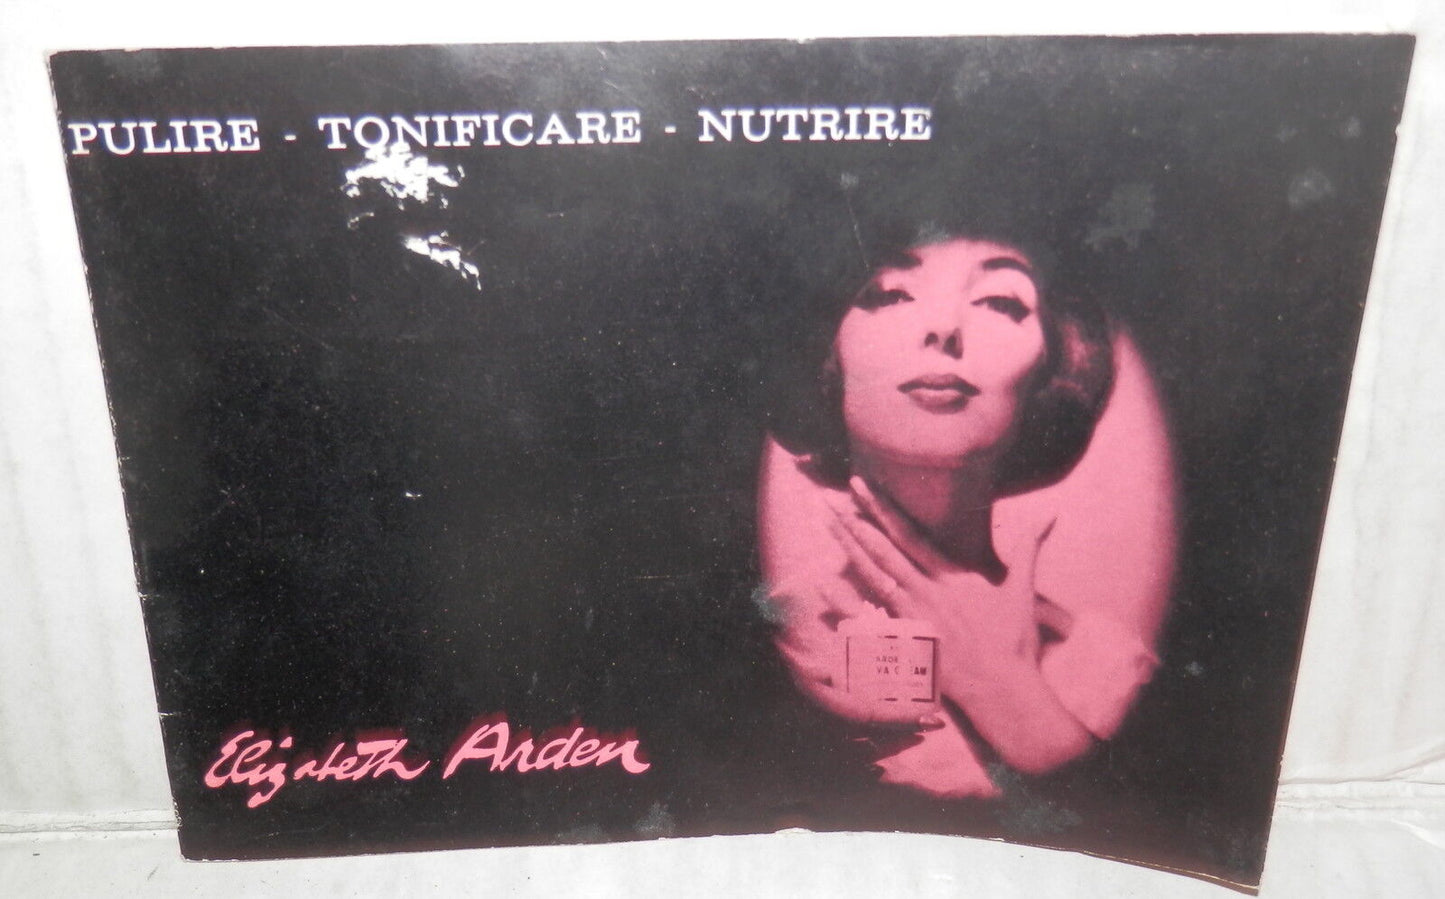 PULIRE - TONIFICARE - NUTRIRE
Elizabeth Arden